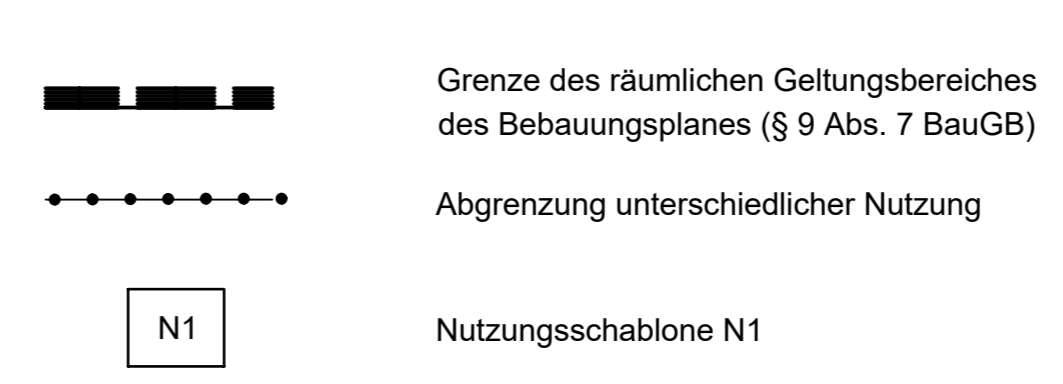 Grenze des räumlichen Geltungsbereiches
des Bebauungsplanes (§ 9 Abs. 7 BauGB)
Abgrenzung unterschiedlicher Nutzung
N1
Nutzungsschablone N1